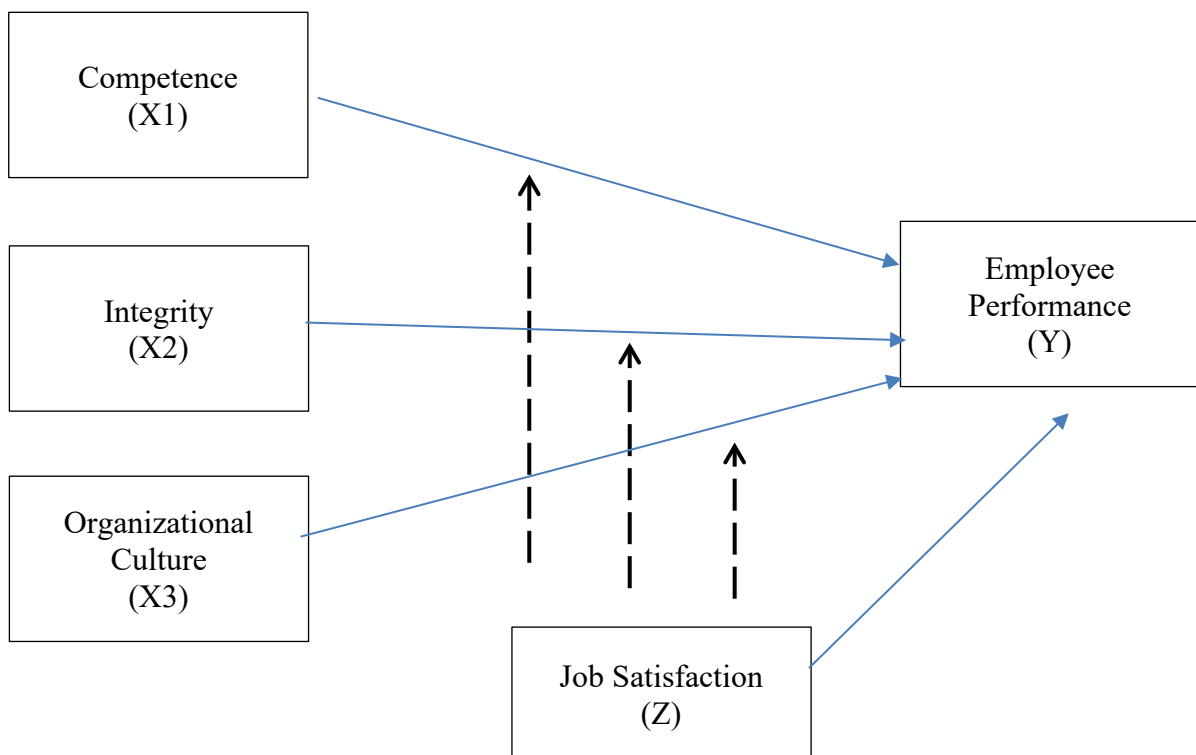 Competence
(X1)
Integrity
(X2)
Organizational
Culture
(X3)
Employee
Performance
(Y)
Job Satisfaction
(Z)